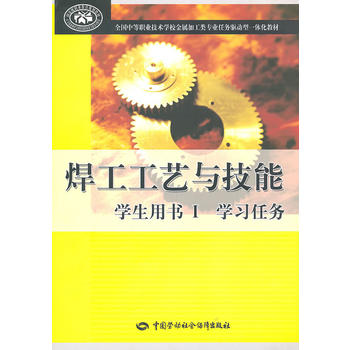 全国中等职业技术学校金属加工类专业任务驱动型一体化教材
焊工工艺与技能
学生用书 I 学习任务
中国劳动社会保障出版社